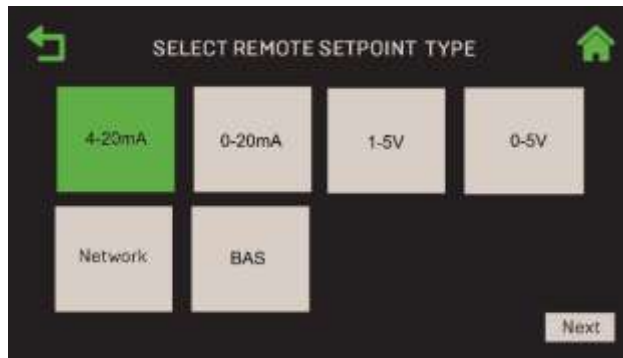 SELECT REMOTE SETPOINT TYPE
4-20mA
0-20mA
1-5V
0-5V
Network
BAS
Next